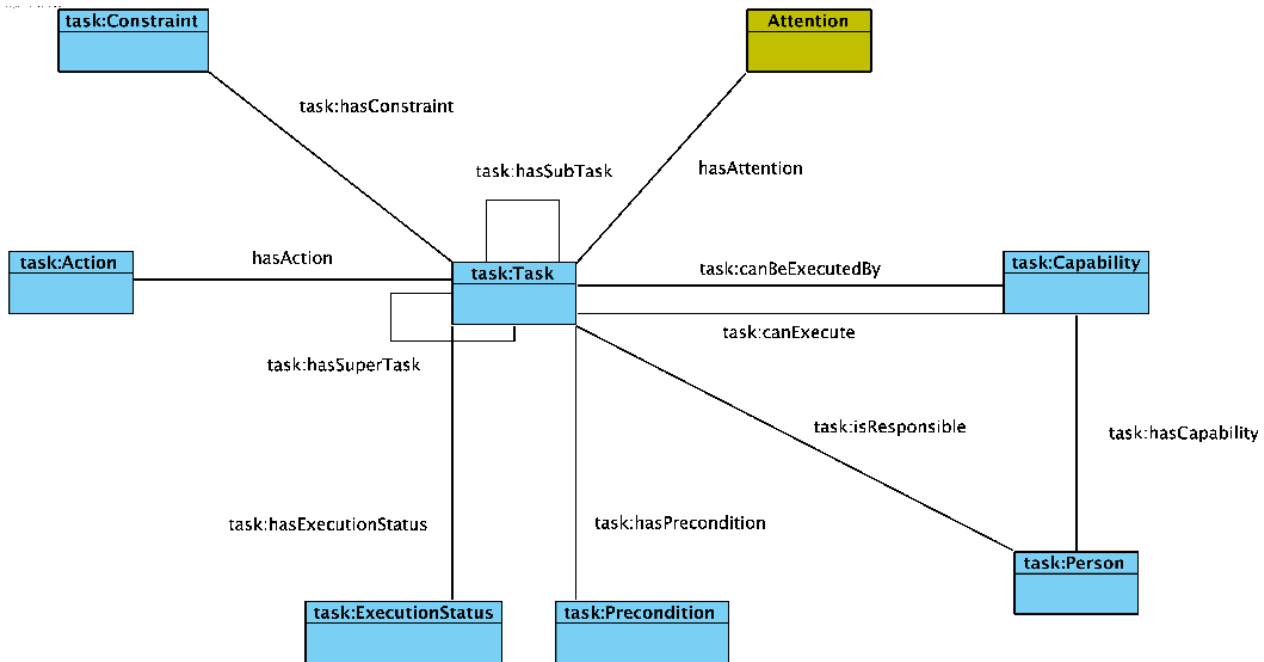 task:Constraint
Attention
task:hasConstraint
task:hasSubTask
hasAttention
task:Action
hasAction
task:Task
task:canBeExecutedBy
task:Capability
task:canExecute
task:hasSuperTask
task:isResponsible
task:hasCapability
task:hasExecutionStatus
task:hasPrecondition
task:Person
task:ExecutionStatus
task:Precondition